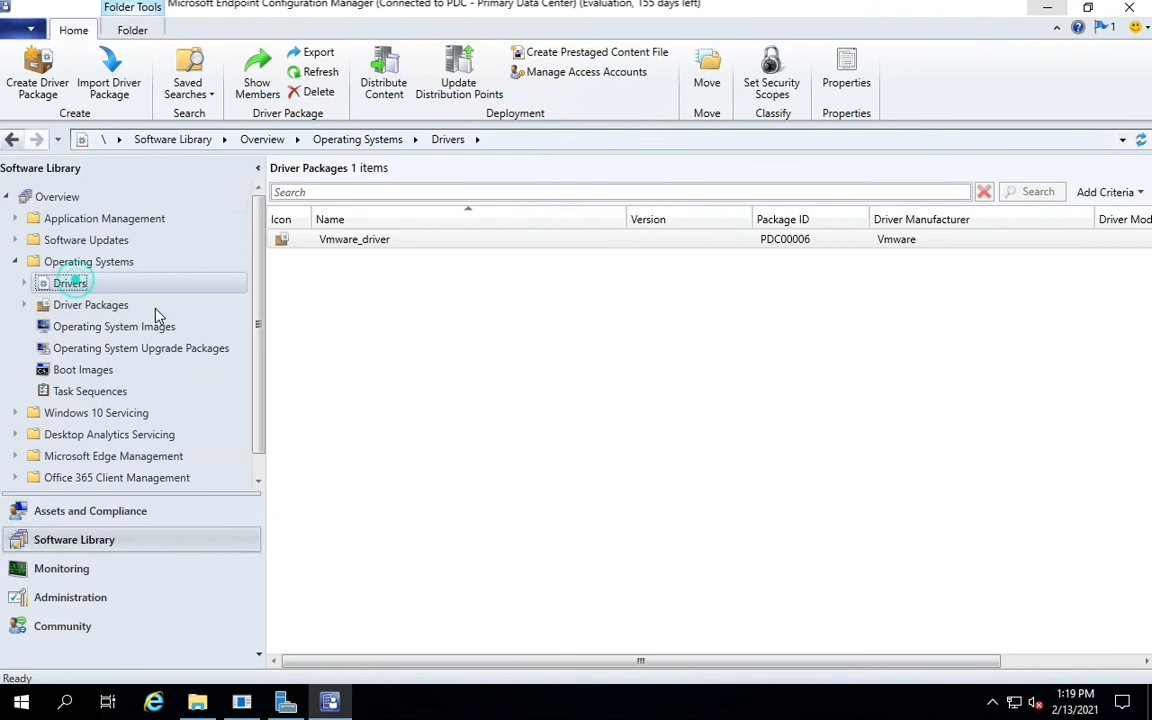 Folder Tools
Microsoft Endpoint Configuration Manager (Connected to PDC - Primary Data Center) (Evaluation, 155 days left)
Home
Folder
1
Create Driver Package
Import Driver Package
Create
Saved Searches
Search
Show Members
Export
Refresh
Delete
Driver Package
Distribute Content
Update Distribution Points
Create Prestaged Content File
Manage Access Accounts
Deployment
Move
Move
Set Security Scopes
Classify
Properties
Properties
\ Software Library Overview Operating Systems Drivers
Software Library
Overview
Application Management
Software Updates
Operating Systems
Drivers
Driver Packages
Operating System Images
Operating System Upgrade Packages
Boot Images
Task Sequences
Windows 10 Servicing
Desktop Analytics Servicing
Microsoft Edge Management
Office 365 Client Management
Assets and Compliance
Software Library
Monitoring
Administration
Community
Driver Packages 1 items
Search
Search
Add Criteria
Icon Name Version Package ID Driver Manufacturer Driver Mod
Vmware_driver PDC00006 Vmware
Ready
1:19 PM
2/13/2021